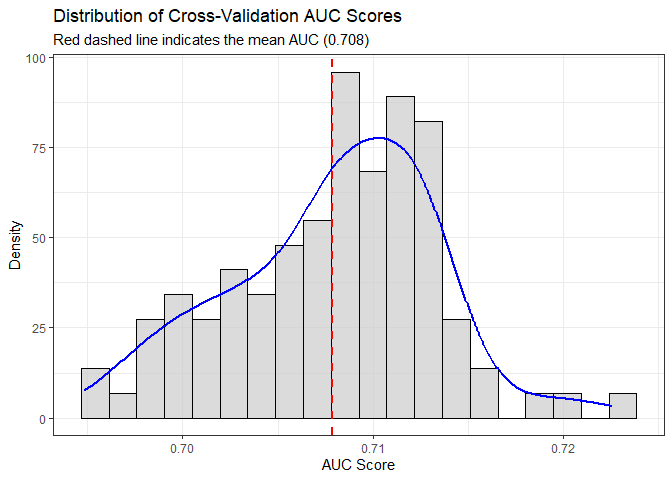 Distribution of Cross-Validation AUC Scores
Red dashed line indicates the mean AUC (0.708)
100
75
50
25
0
Density
0.70 0.71 0.72
AUC Score